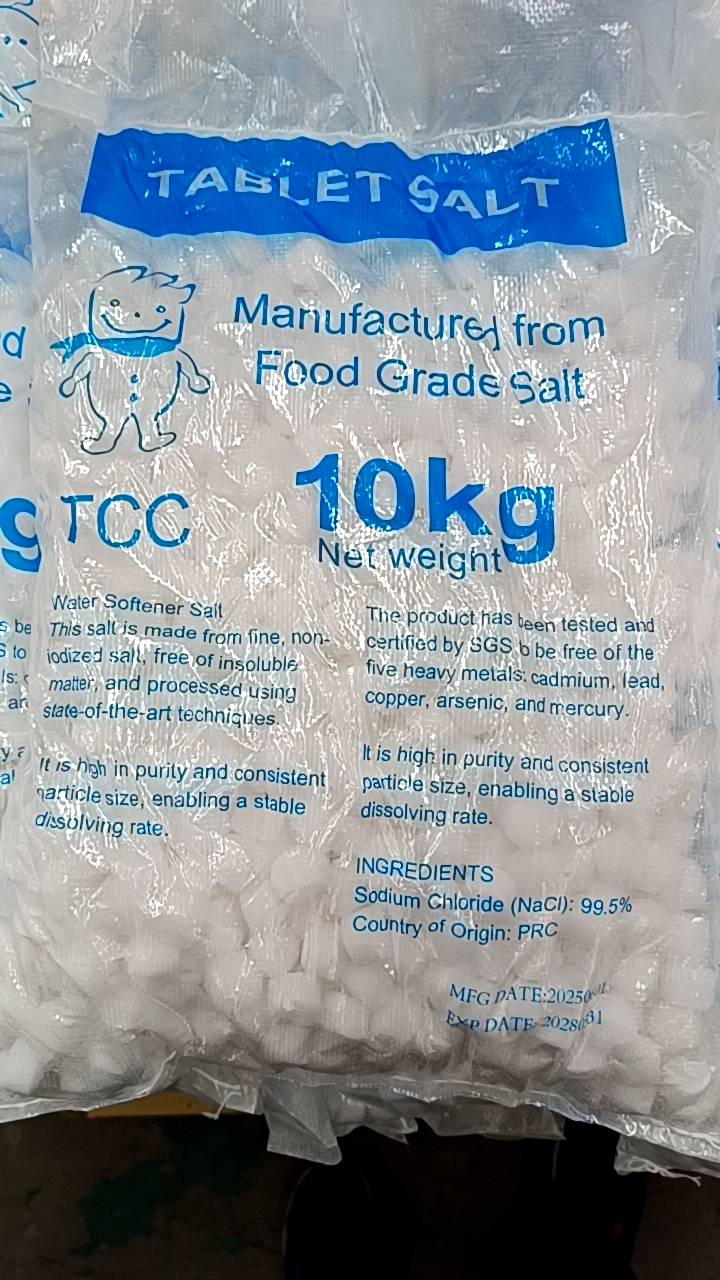 TABLET SALT
Manufactured from
Food Grade Salt
10kg
Net weight
TCC
Water Softener Salt
This salt is made from fine, non-
iodized salt, free of insoluble
matter, and processed using
state-of-the-art techniques.
It is high in purity and consistent
particle size, enabling a stable
dissolving rate.
The product has been tested and
certified by SGS to be free of the
five heavy metals: cadmium, lead,
copper, arsenic, and mercury.
It is high in purity and consistent
particle size, enabling a stable
dissolving rate.
INGREDIENTS
Sodium Chloride (NaCl): 99.5%
Country of Origin: PRC
MFG DATE:
EXP DATE: